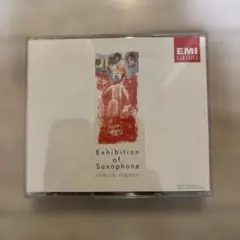 EMI
CLASSICS
Exhibition
of
Saxophone